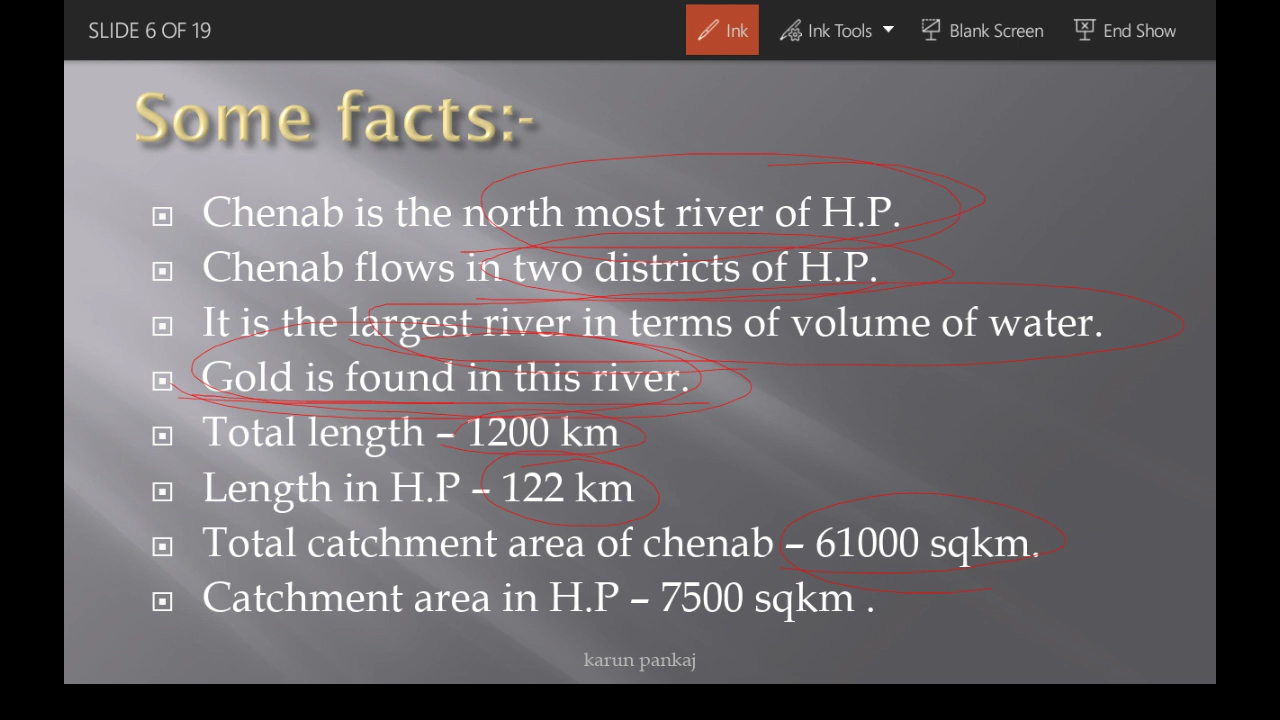 SLIDE 6 OF 19 Ink Ink Tools Blank Screen End Show
Some facts:-
Chenab is the north most river of H.P.
Chenab flows in two districts of H.P.
It is the largest river in terms of volume of water.
Gold is found in this river.
Total length – 1200 km
Length in H.P – 122 km
Total catchment area of chenab – 61000 sqkm.
Catchment area in H.P – 7500 sqkm .
karun pankaj